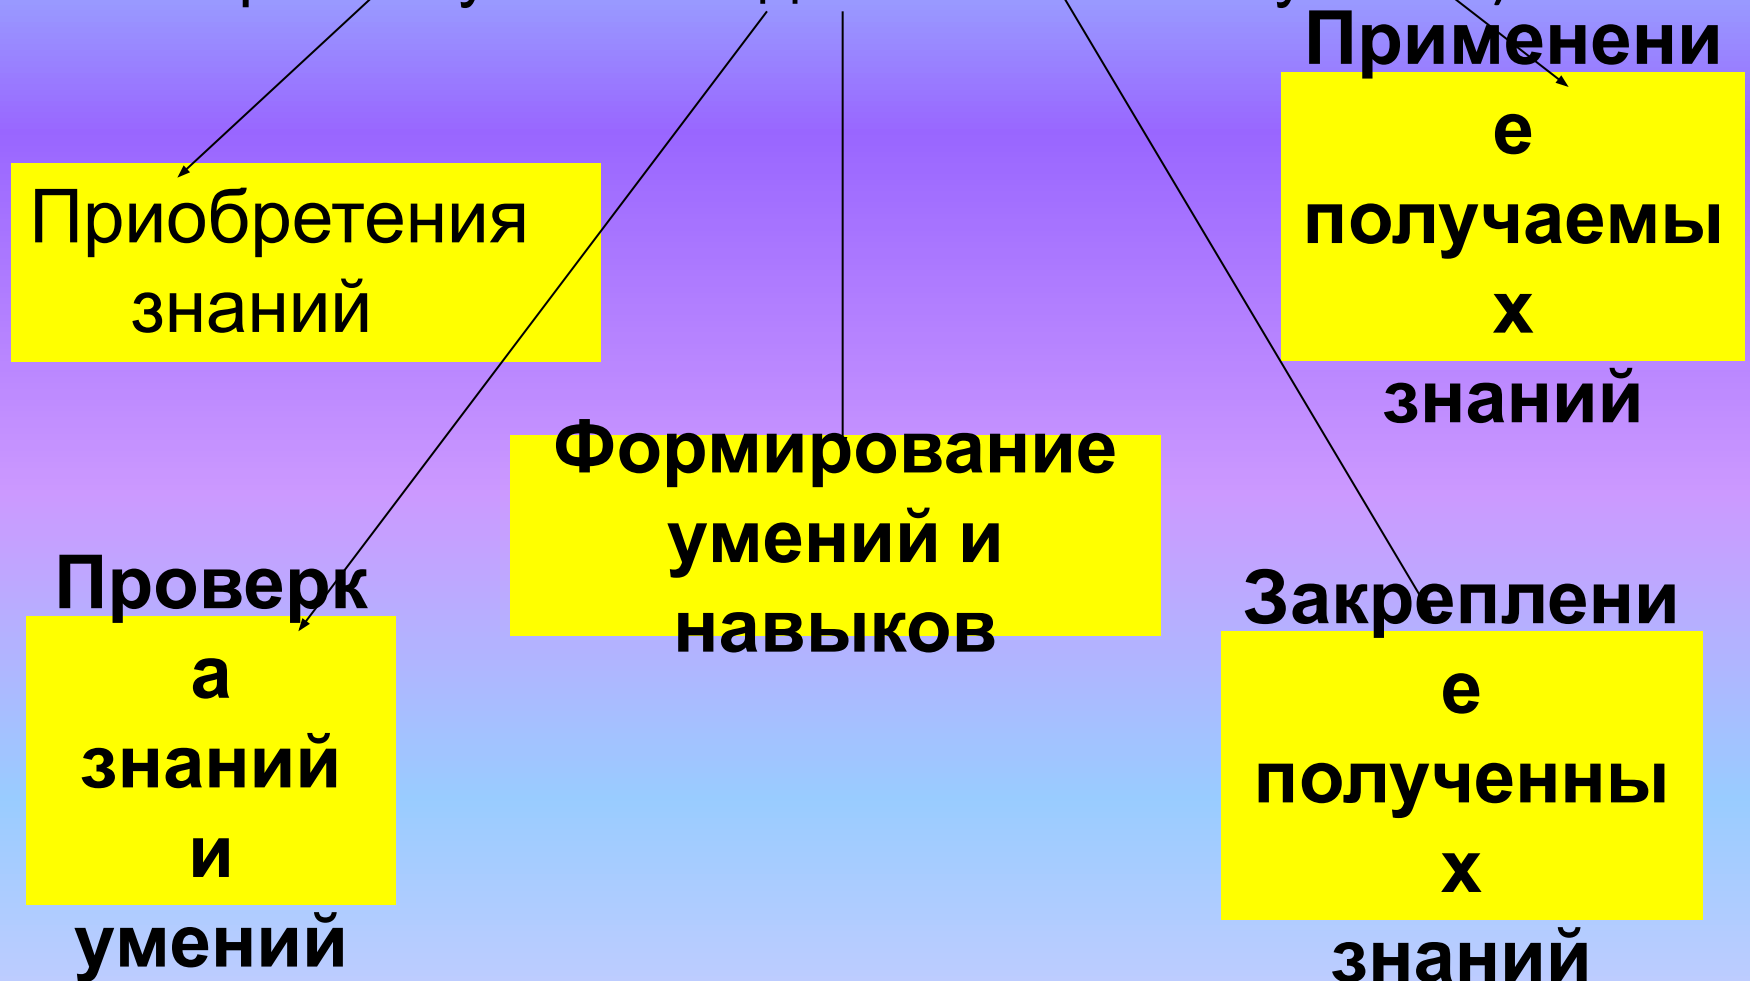 Приобретения
знаний
Применени
е
получаемы
х
знаний
Формирование
умений и
навыков
Проверк
а
знаний
и
умений
Закреплени
е
полученны
х
знаний